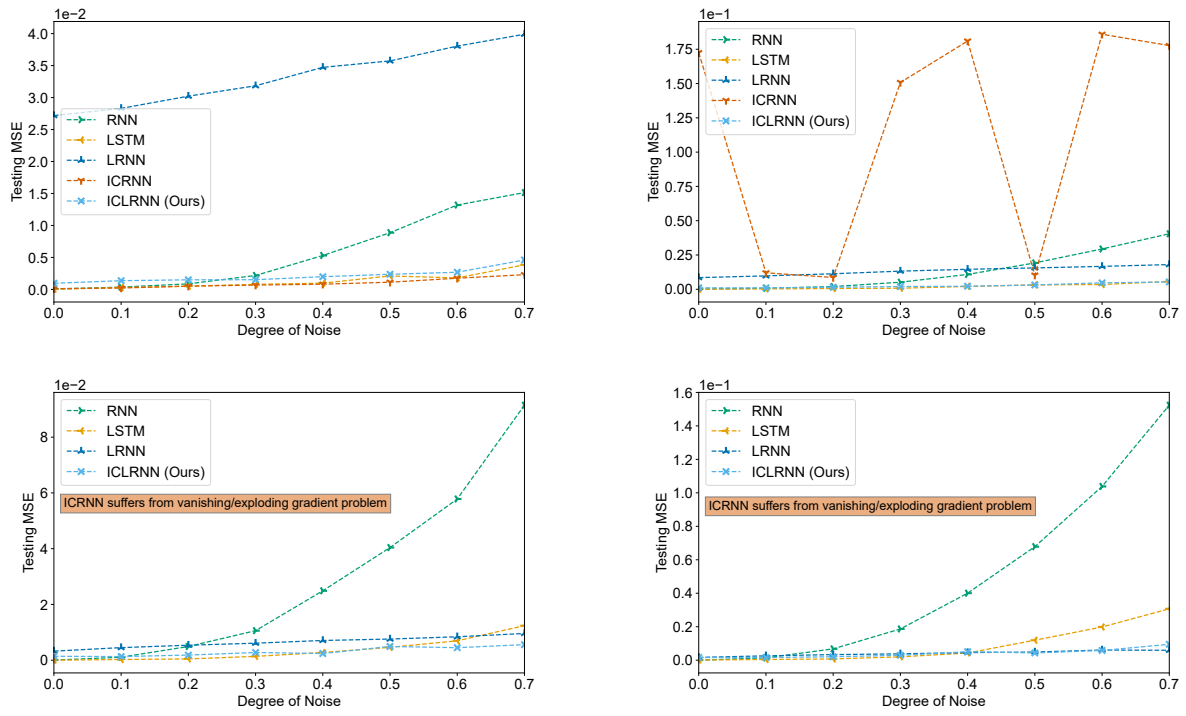 1e−2
4.0
3.5
3.0
2.5
2.0
1.5
1.0
0.5
0.0
Testing MSE
RNN
LSTM
LRNN
ICRNN
ICLRNN (Ours)
0.0 0.1 0.2 0.3 0.4 0.5 0.6 0.7
Degree of Noise
1e−1
1.75
1.50
1.25
1.00
0.75
0.50
0.25
0.00
Testing MSE
RNN
LSTM
LRNN
ICRNN
ICLRNN (Ours)
0.0 0.1 0.2 0.3 0.4 0.5 0.6 0.7
Degree of Noise
1e−2
8
6
4
2
0
Testing MSE
RNN
LSTM
LRNN
ICLRNN (Ours)
ICRNN suffers from vanishing/exploding gradient problem
0.0 0.1 0.2 0.3 0.4 0.5 0.6 0.7
Degree of Noise
1e−1
1.6
1.4
1.2
1.0
0.8
0.6
0.4
0.2
0.0
Testing MSE
RNN
LSTM
LRNN
ICLRNN (Ours)
ICRNN suffers from vanishing/exploding gradient problem
0.0 0.1 0.2 0.3 0.4 0.5 0.6 0.7
Degree of Noise